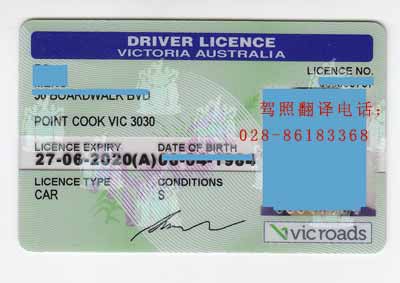 DRIVER LICENCE
VICTORIA AUSTRALIA
LICENCE NO.
BOARDWALK BVD
POINT COOK VIC 3030
驾照翻译电话:
028-86183368
LICENCE EXPIRY DATE OF BIRTH
27-06-2020(A)
LICENCE TYPE CONDITIONS
CAR S
vicroads